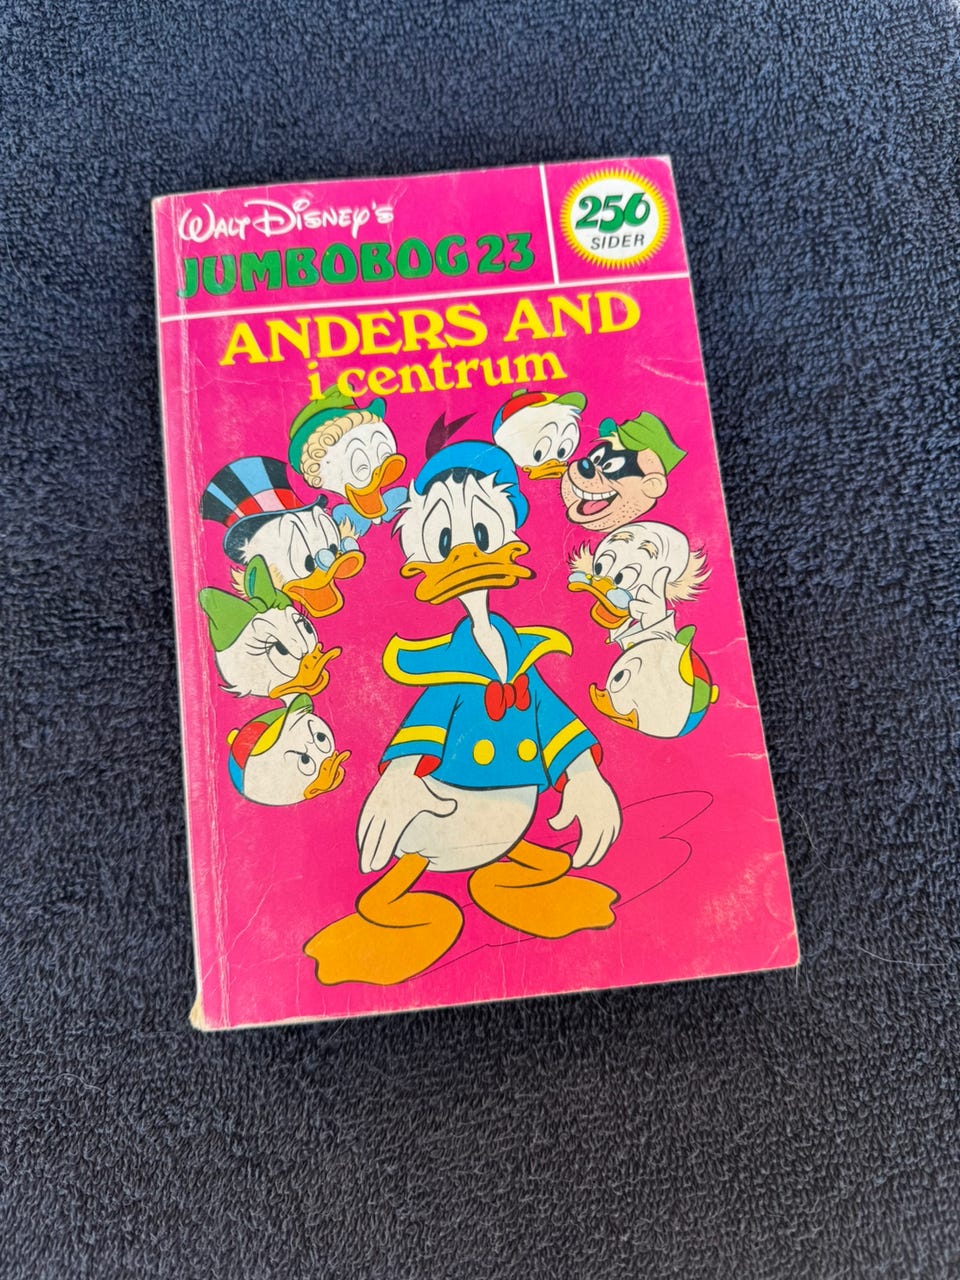 WALT DISNEY'S
JUMBOBOG 23
256
SIDER
ANDERS AND
i centrum